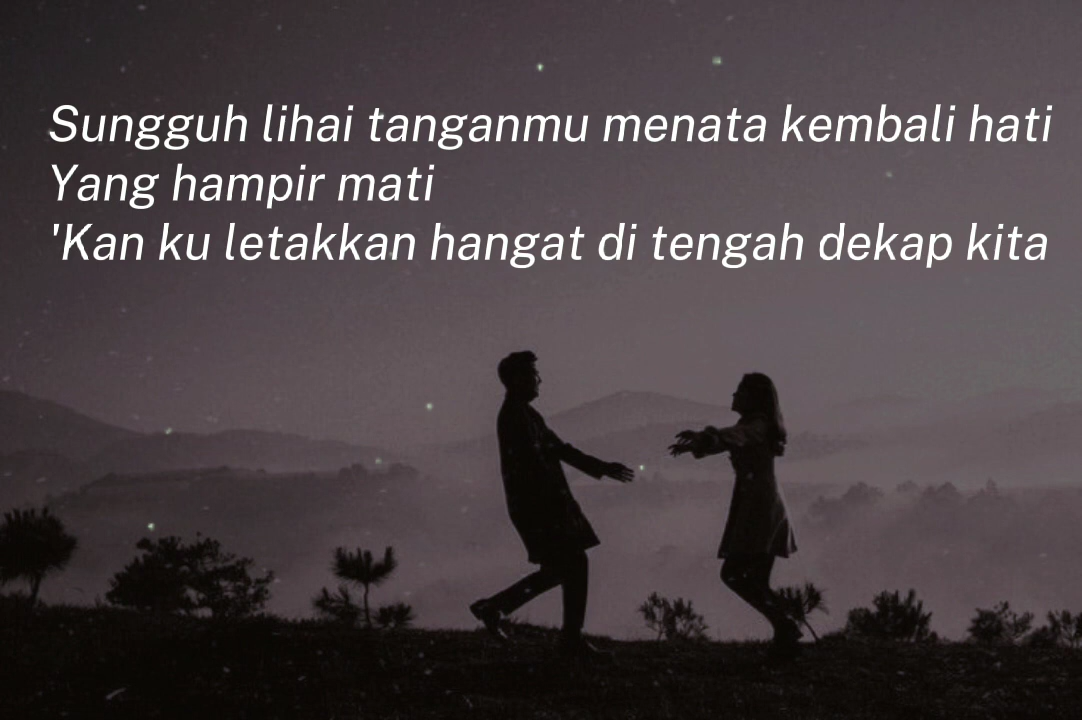 Sungguh lihai tanganmu menata kembali hati
Yang hampir mati
'Kan ku letakkan hangat di tengah dekap kita